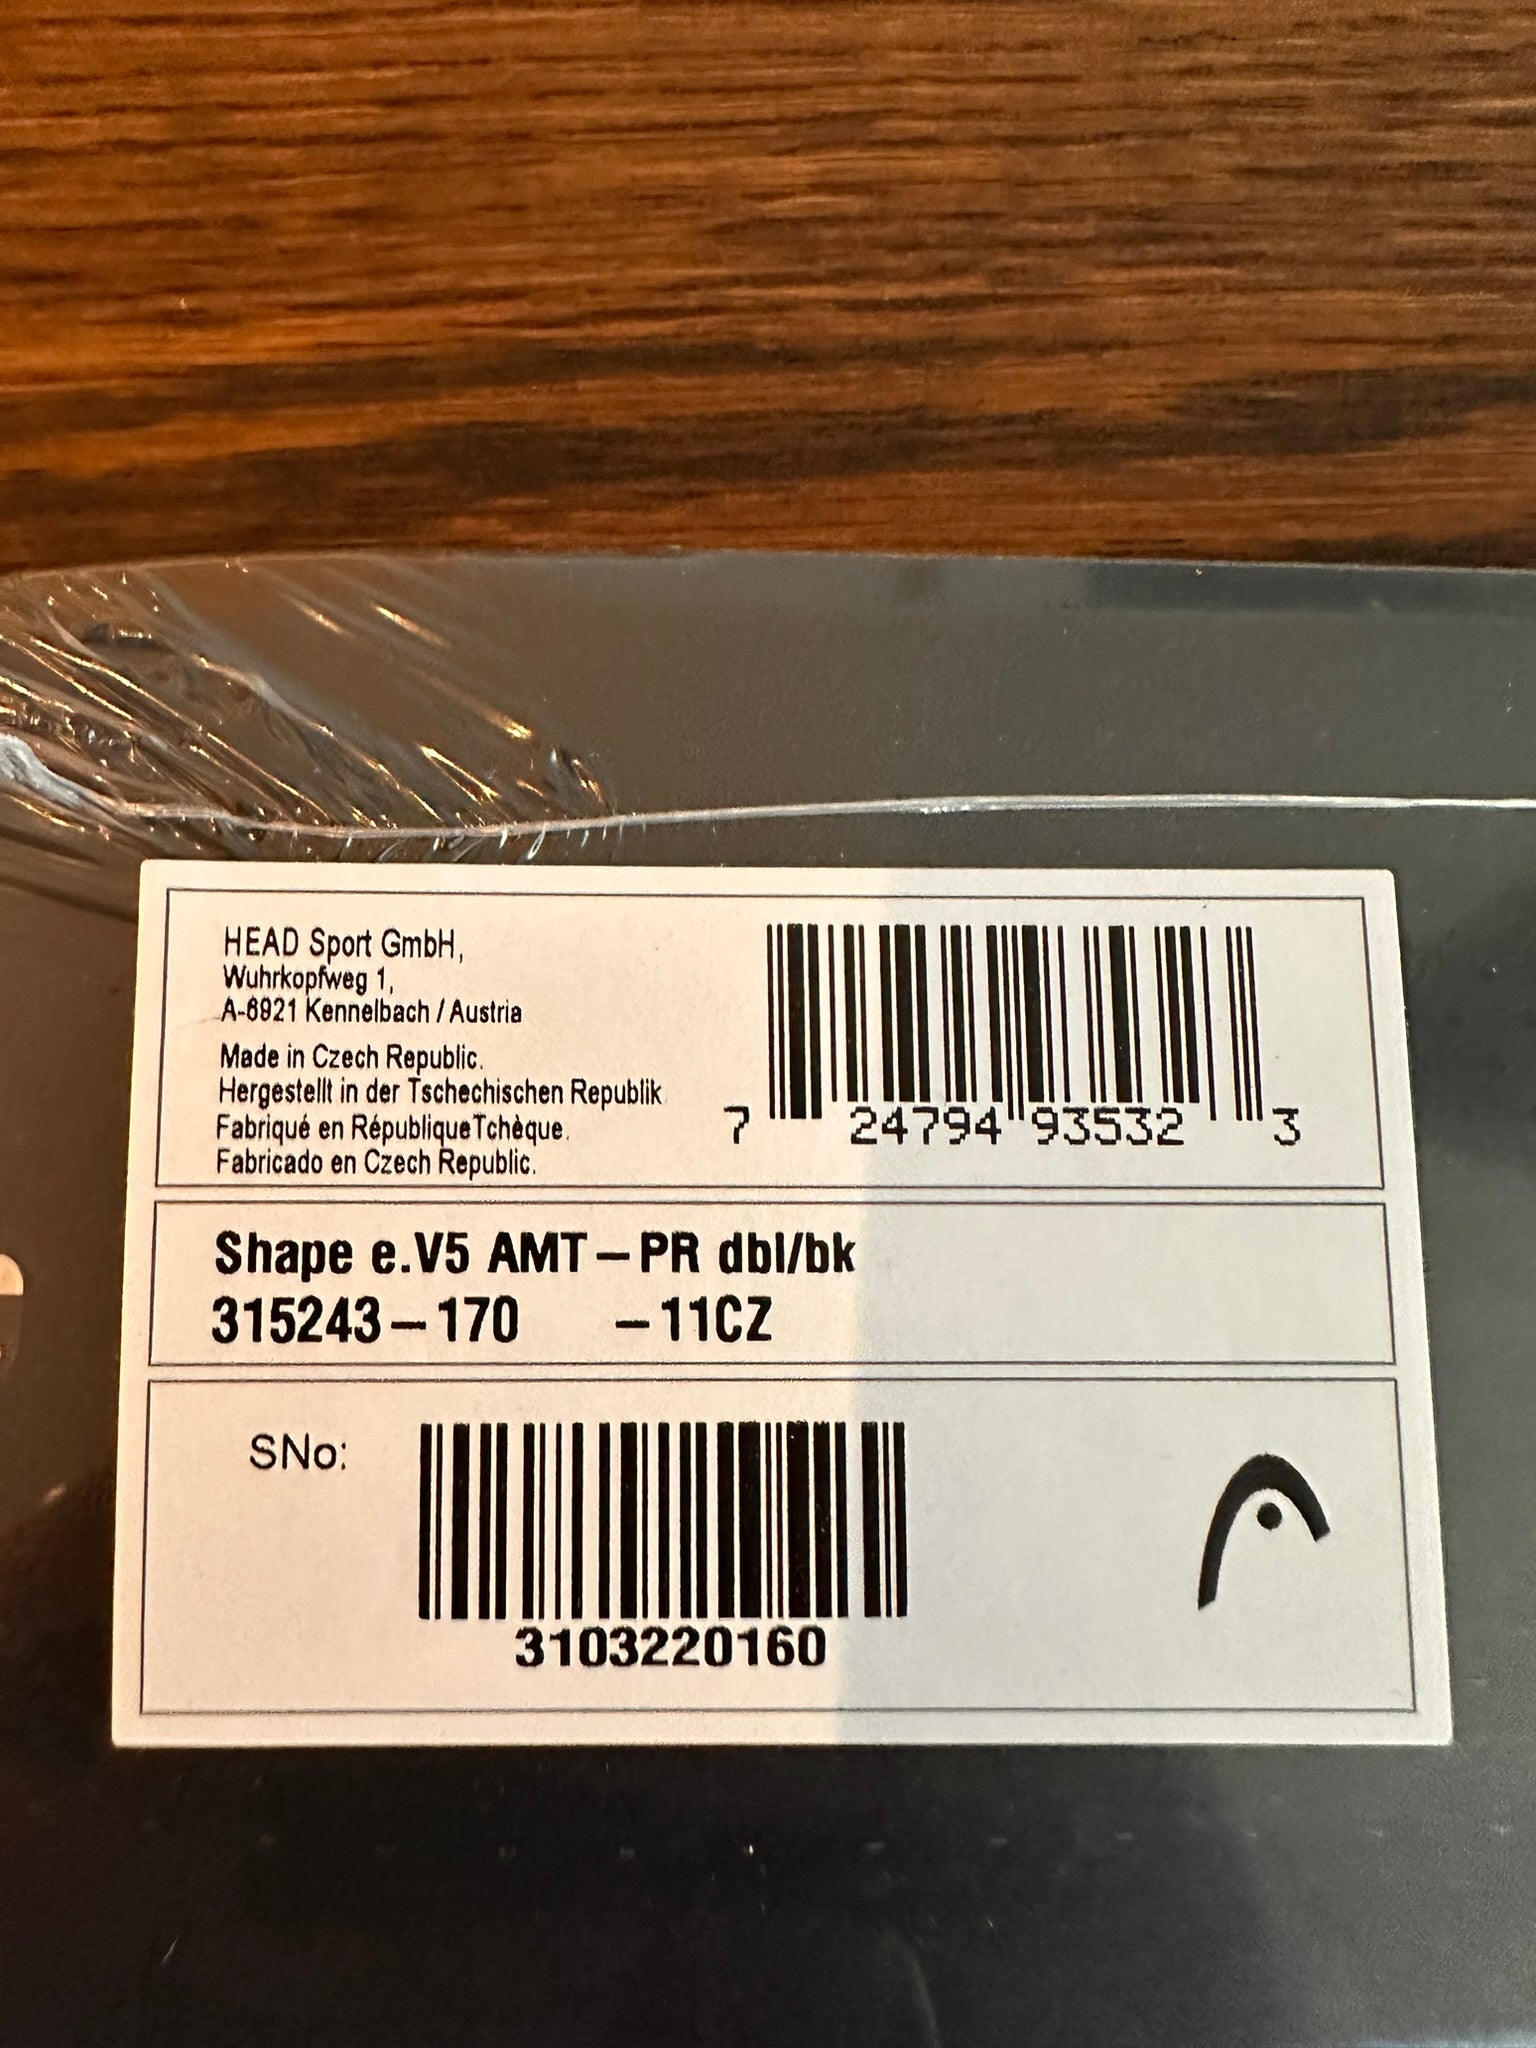 HEAD Sport GmbH,
Wuhrkopfweg 1,
A-6921 Kennelbach / Austria
Made in Czech Republic.
Hergestellt in der Tschechischen Republik
Fabriqué en République Tchèque.
Fabricado en Czech Republic.
7 24794 93532 3
Shape e.V5 AMT-PR dbl/bk
315243-170 -11CZ
SNo:
3103220160